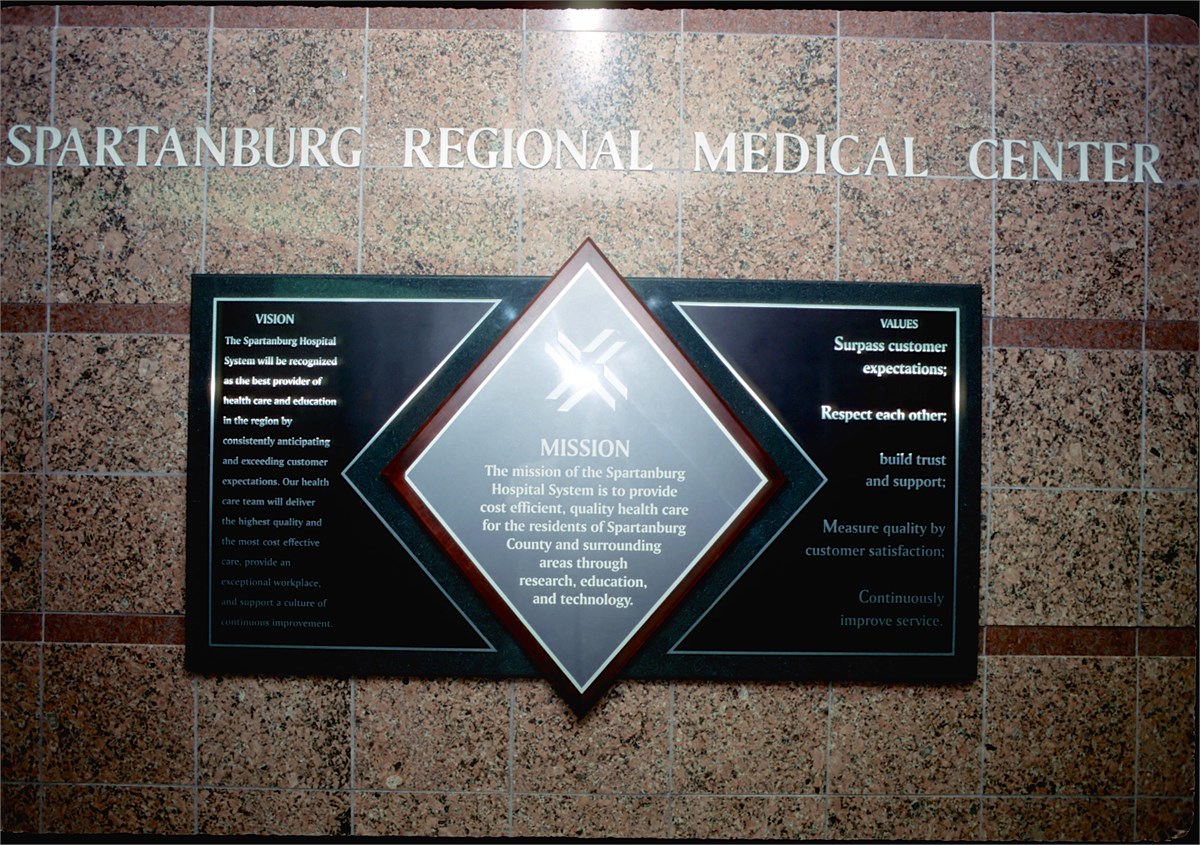 SPARTANBURG REGIONAL MEDICAL CENTER
VISION
The Spartanburg Hospital
System will be recognized
as the best provider of
health care and education
in the region by
consistently anticipating
and exceeding customer
expectations. Our health
care team will deliver
the highest quality and
the most cost effective
care, provide an
exceptional workplace,
and support a culture of
continuous improvement.
MISSION
The mission of the Spartanburg
Hospital System is to provide
cost efficient, quality health care
for the residents of Spartanburg
County and surrounding
areas through
research, education,
and technology.
VALUES
Surpass customer
expectations;
Respect each other;
build trust
and support;
Measure quality by
customer satisfaction;
Continuously
improve service.